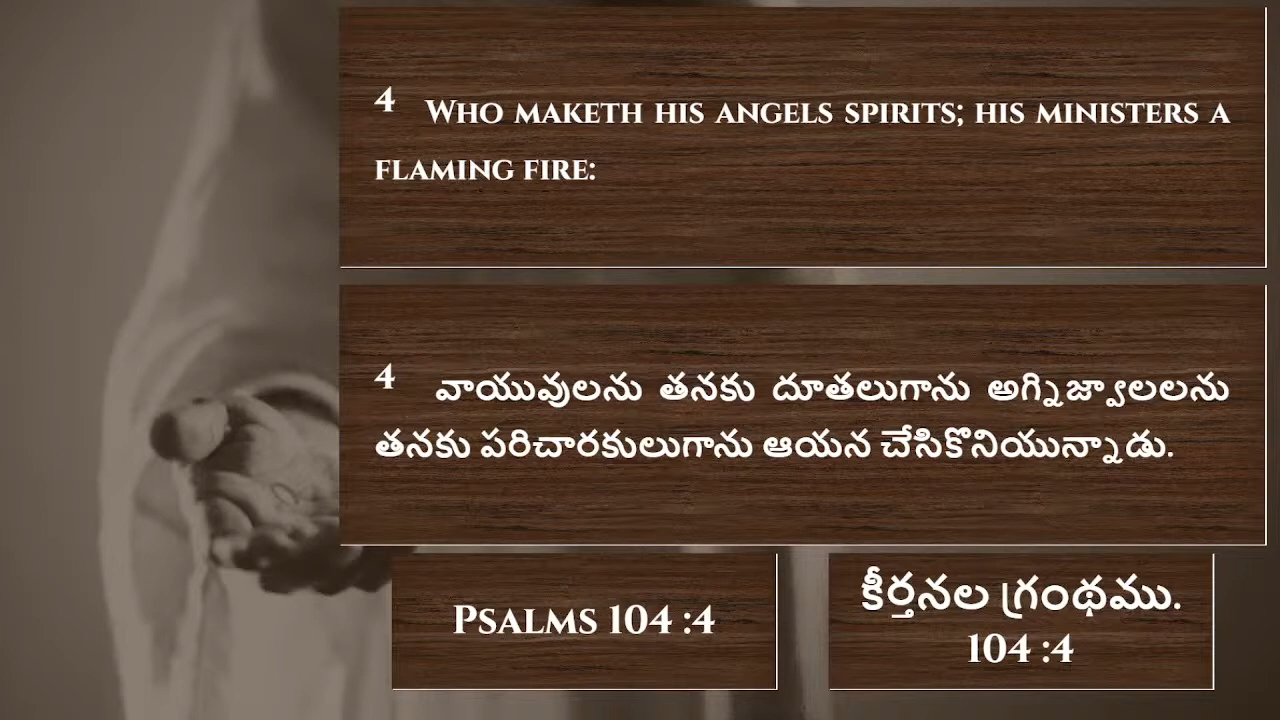 4 Who maketh his angels spirits; his ministers a
flaming fire:
4 వాయువులను తనకు దూతలుగాను అగ్నిజ్వాలలను
తనకు పరిచారకులుగాను ఆయన చేసికొనియున్నాడు.
Psalms 104 :4
కీర్తనల గ్రంథము.
104 :4